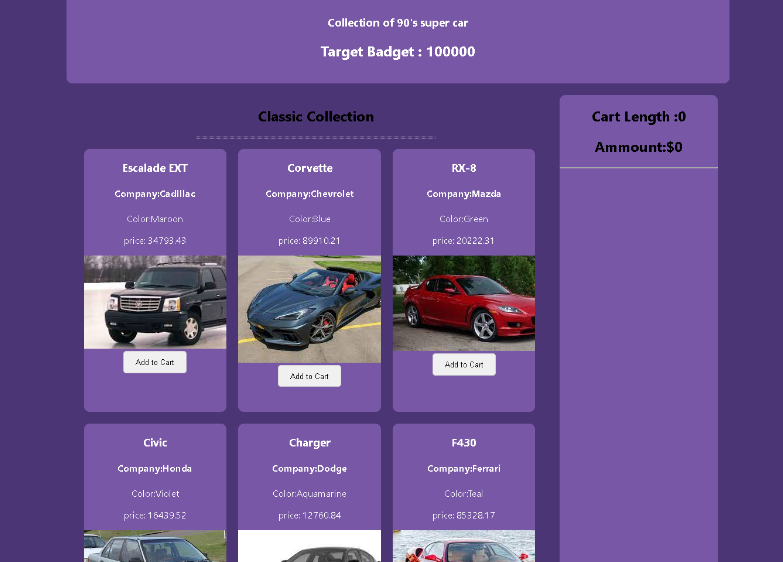 Collection of 90's super car
Target Badget : 100000
Classic Collection
Cart Length :0
Ammount:$0
Escalade EXT
Company:Cadillac
Color:Maroon
price: 34793.43
Add to Cart
Corvette
Company:Chevrolet
Color:Blue
price: 89910.21
Add to Cart
RX-8
Company:Mazda
Color:Green
price: 20222.31
Add to Cart
Civic
Company:Honda
Color:Violet
price: 16439.52
Charger
Company:Dodge
Color:Aquamarine
price: 12760.84
F430
Company:Ferrari
Color:Teal
price: 85328.17